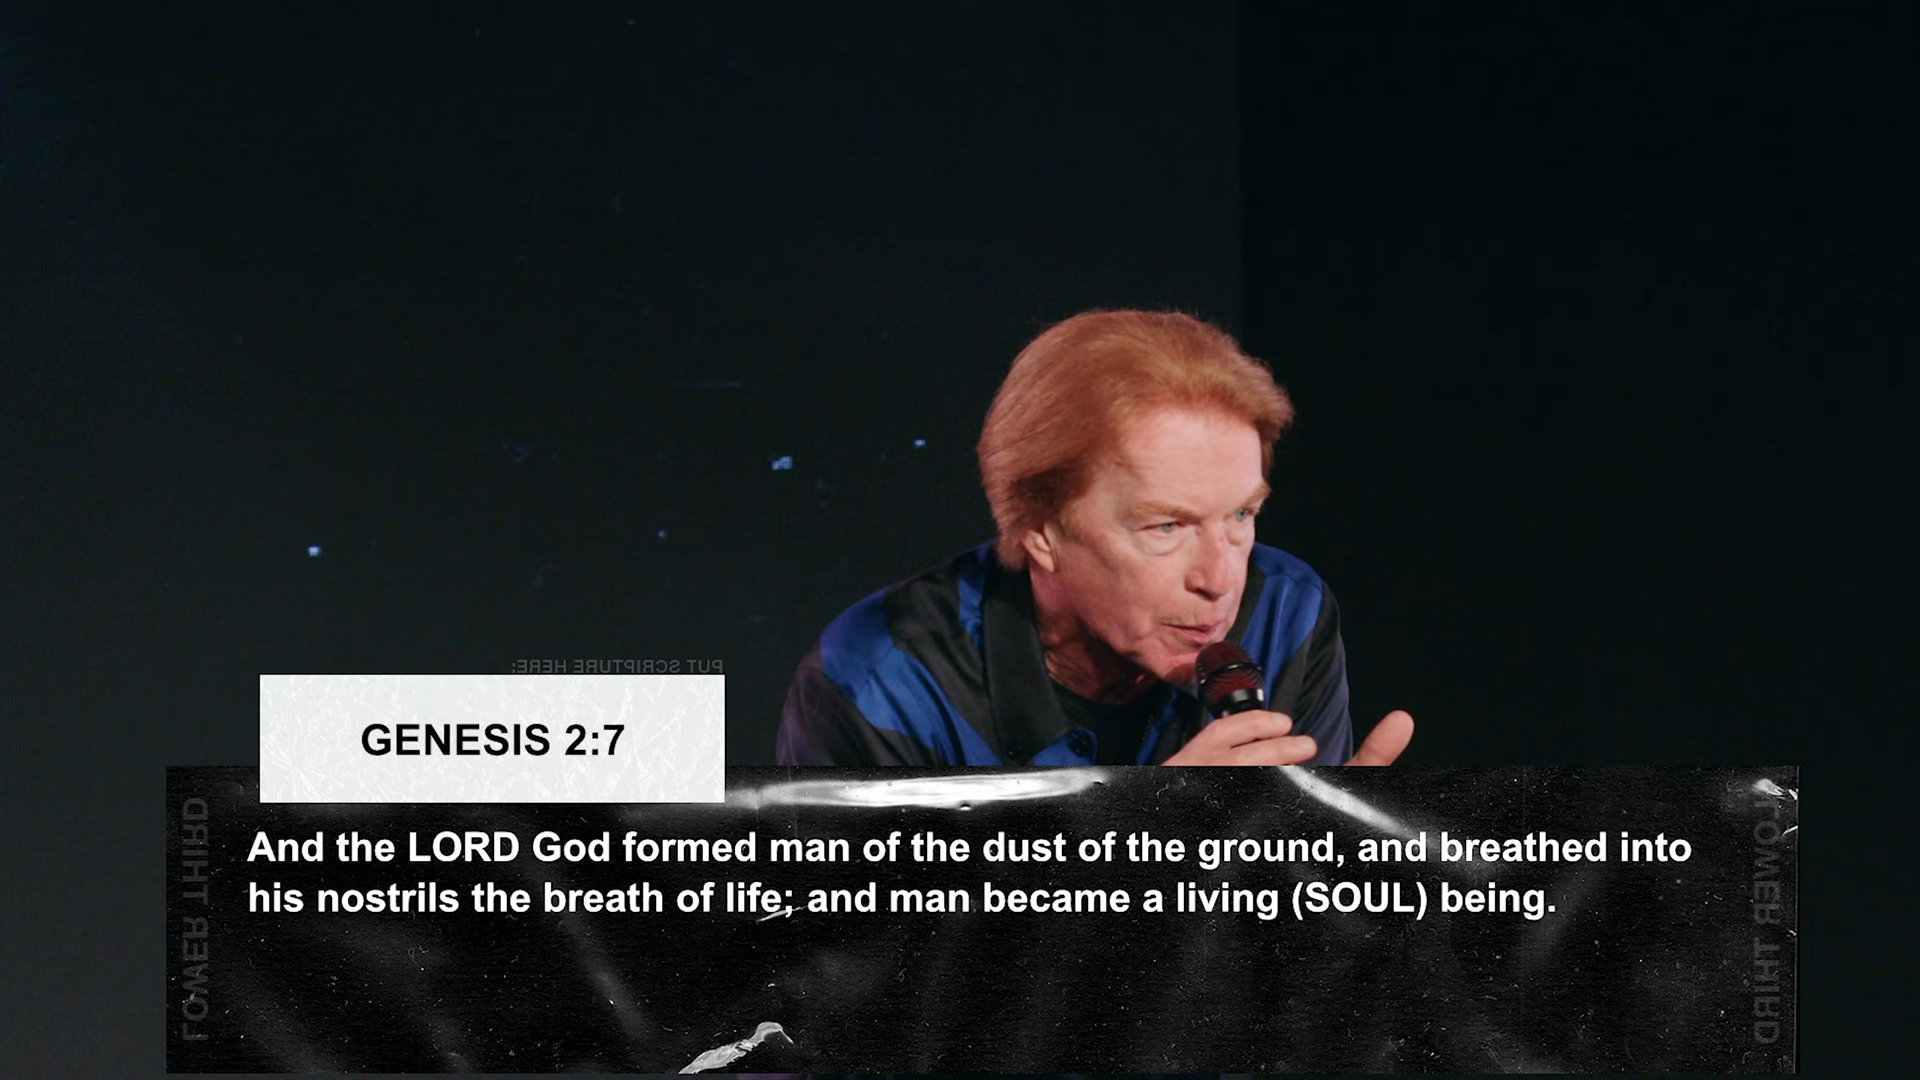 PUT SCRIPTURE HERE:
GENESIS 2:7
And the LORD God formed man of the dust of the ground, and breathed into
his nostrils the breath of life; and man became a living (SOUL) being.
LOWER THIRD
LOWER THIRD